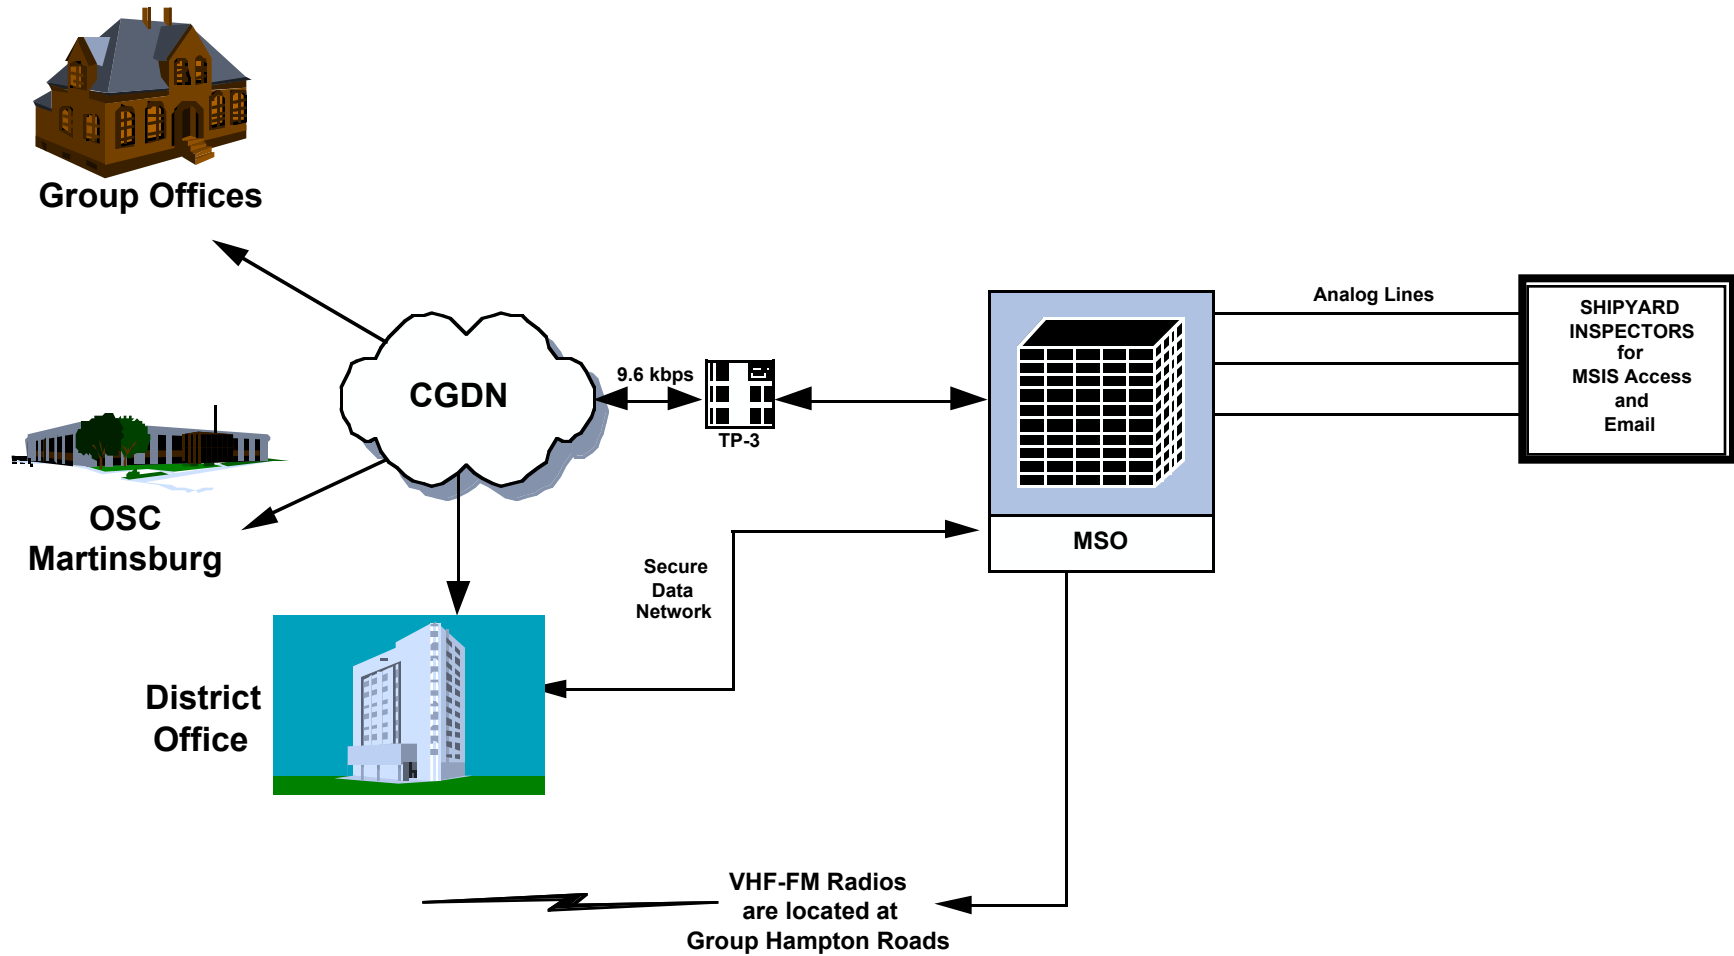 Group Offices
OSC
Martinsburg
CGDN
9.6 kbps
TP-3
District
Office
Secure
Data
Network
MSO
Analog Lines
SHIPYARD
INSPECTORS
for
MSIS Access
and
Email
VHF-FM Radios
are located at
Group Hampton Roads